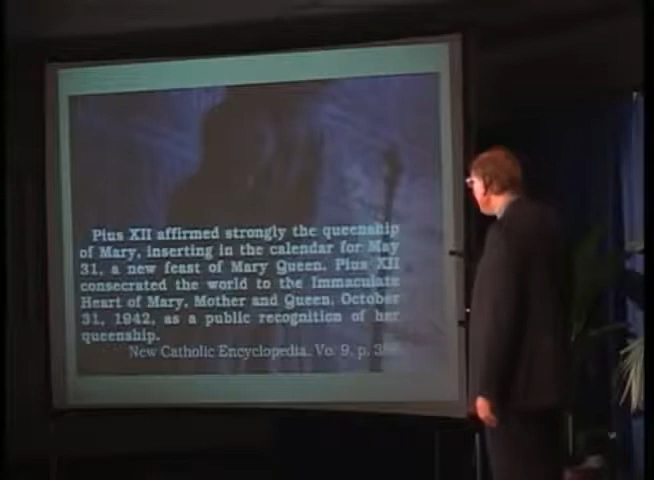 Pius XII affirmed strongly the queenship
of Mary, inserting in the calendar for May
31, a new feast of Mary Queen. Pius XII
consecrated the world to the Immaculate
Heart of Mary, Mother and Queen, October
31, 1942, as a public recognition of her
queenship.
New Catholic Encyclopedia. Vo. 9, p.